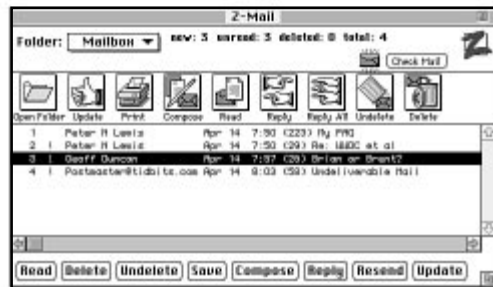 Z-Mail
Folder: Mailbox new: 3 unread: 3 deleted: 0 total: 4
Z
Check Mail
Open Folder Update Print Compose Read Reply Reply All Undelete Delete
1 Peter N Lewis Apr 14 7:50 (223) My FAQ
2 ! Peter N Lewis Apr 14 7:50 (29) Re: WWDC et al
3 ! Geoff Duncan Apr 14 7:57 (28) Brian or Brent?
4 ! Postmaster@tidbits.com Apr 14 8:03 (53) Undeliverable Mail
Read Delete Undelete Save Compose Reply Resend Update